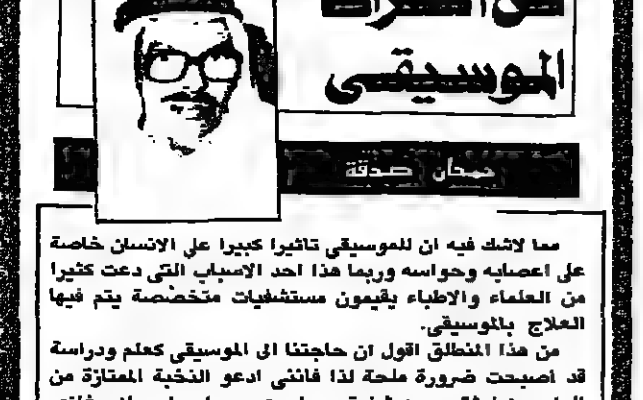 الموسيقى
حمدان صدقة
مما لاشك فيه ان للموسيقى تاثيرا كبيرا على الانسان خاصة
على اعصابه وحواسه وربما هذا احد الاسباب التى دعت كثيرا
من العلماء والاطباء يقيمون مستشفيات متخصصة يتم فيها
العلاج بالموسيقى.
من هذا المنطلق اقول ان حاجتنا الى الموسيقى كعلم ودراسة
قد أصبحت ضرورة ملحة لذا فاننى ادعو النخبة الممتازة من